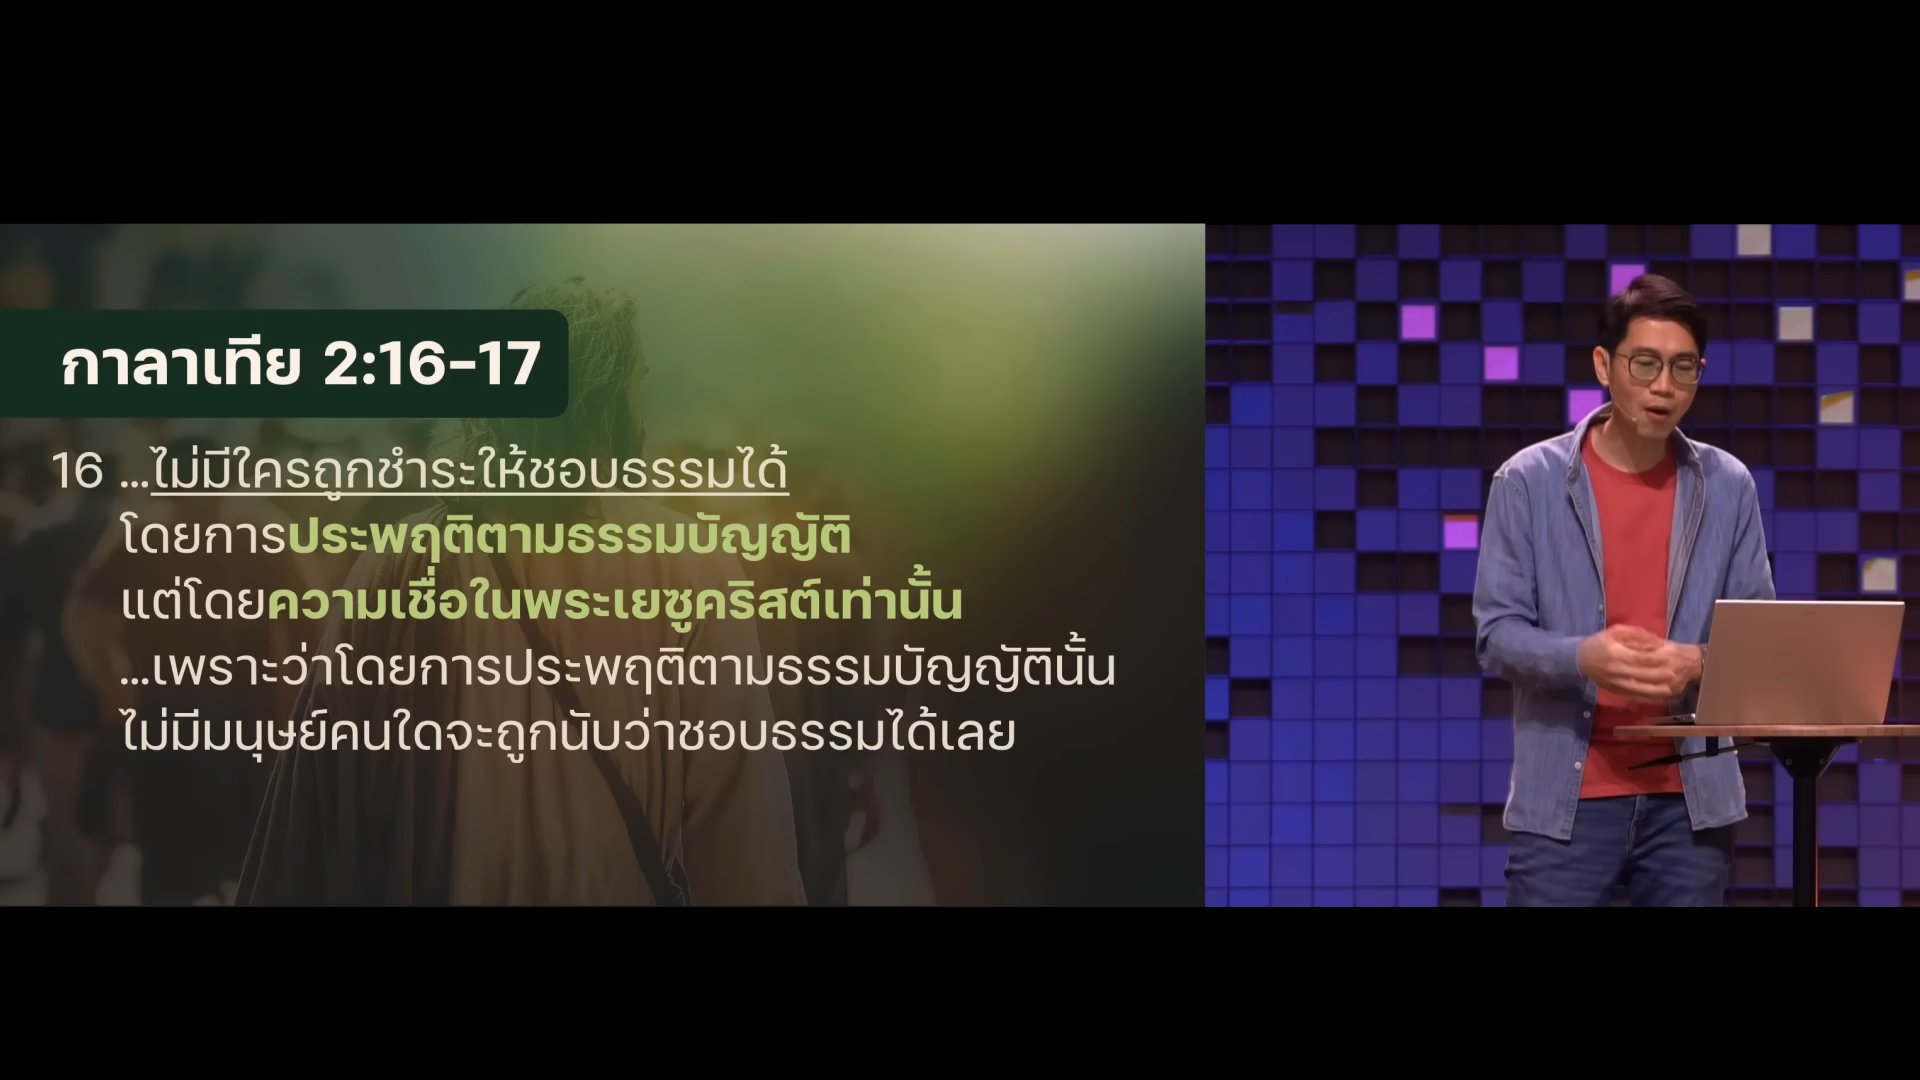 กาลาเทีย 2:16-17
16 ...ไม่มีใครถูกชำระให้ชอบธรรมได้
โดยการประพฤติตามธรรมบัญญัติ
แต่โดยความเชื่อในพระเยซูคริสต์เท่านั้น
...เพราะว่าโดยการประพฤติตามธรรมบัญญัตินั้น
ไม่มีมนุษย์คนใดจะถูกนับว่าชอบธรรมได้เลย